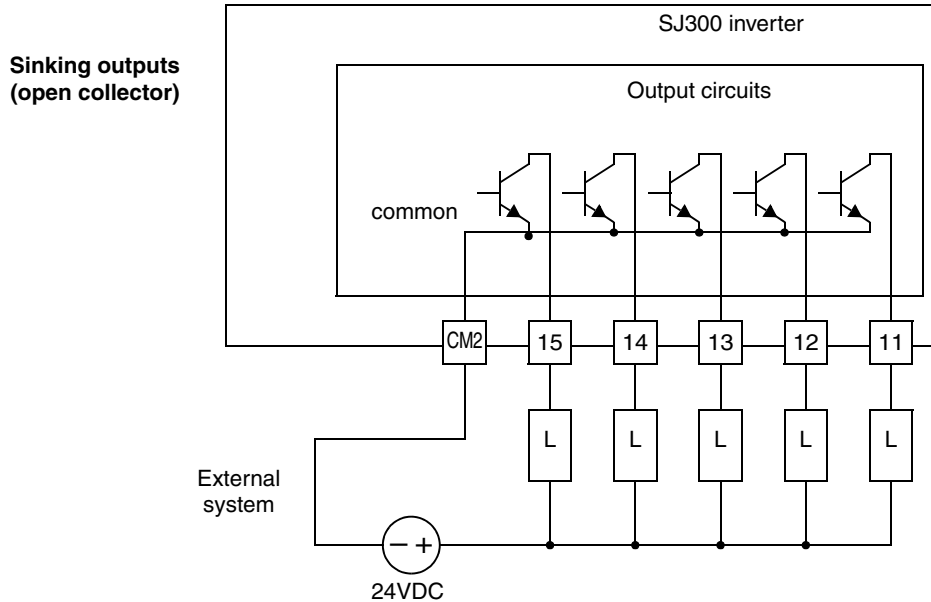 SJ300 inverter
Sinking outputs
(open collector)
Output circuits
common
CM2 15 14 13 12 11
L L L L L
External
system
− +
24VDC